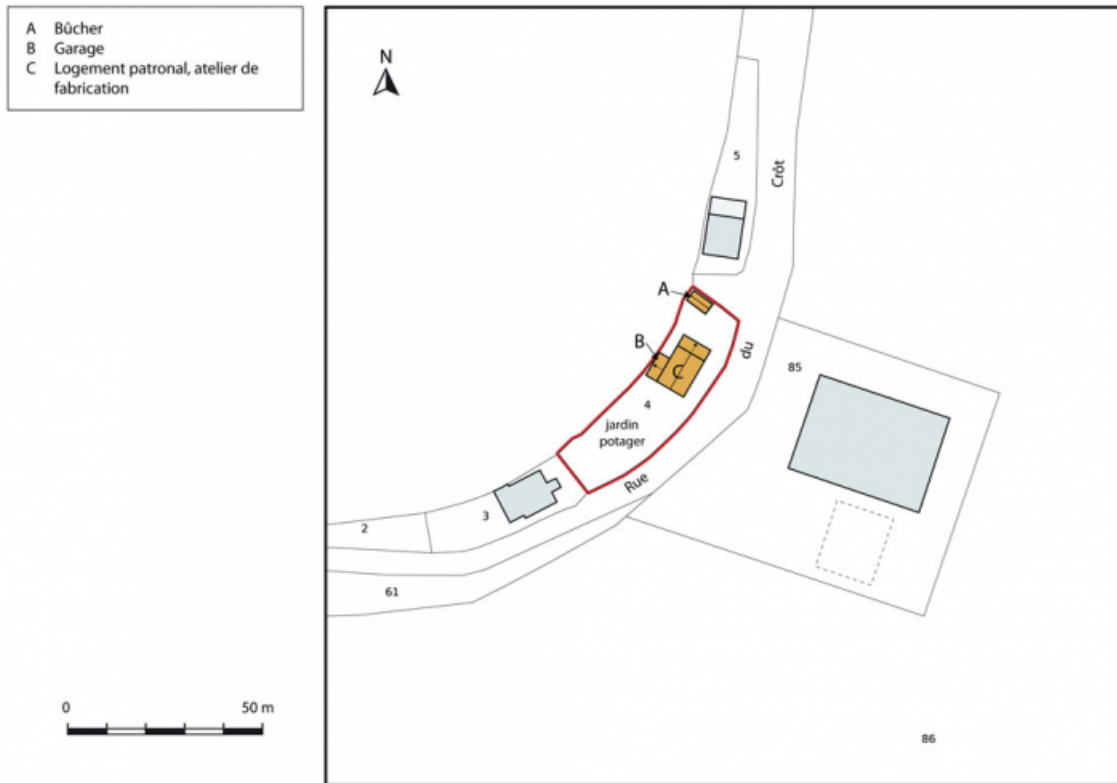 A Bûcher
B Garage
C Logement patronal, atelier de
fabrication
N
5
Crôt
A
du
B
C
85
4
jardin
potager
Rue
3
2
61
0 50 m
86